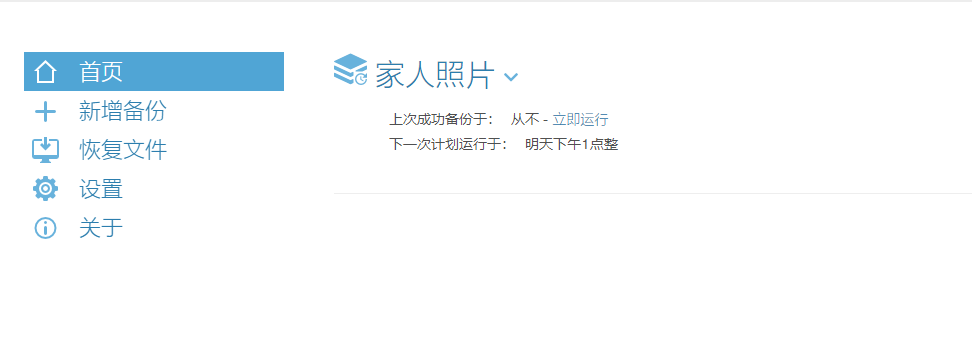 首页
新增备份
恢复文件
设置
关于
家人照片
上次成功备份于： 从不 - 立即运行
下一次计划运行于： 明天下午1点整